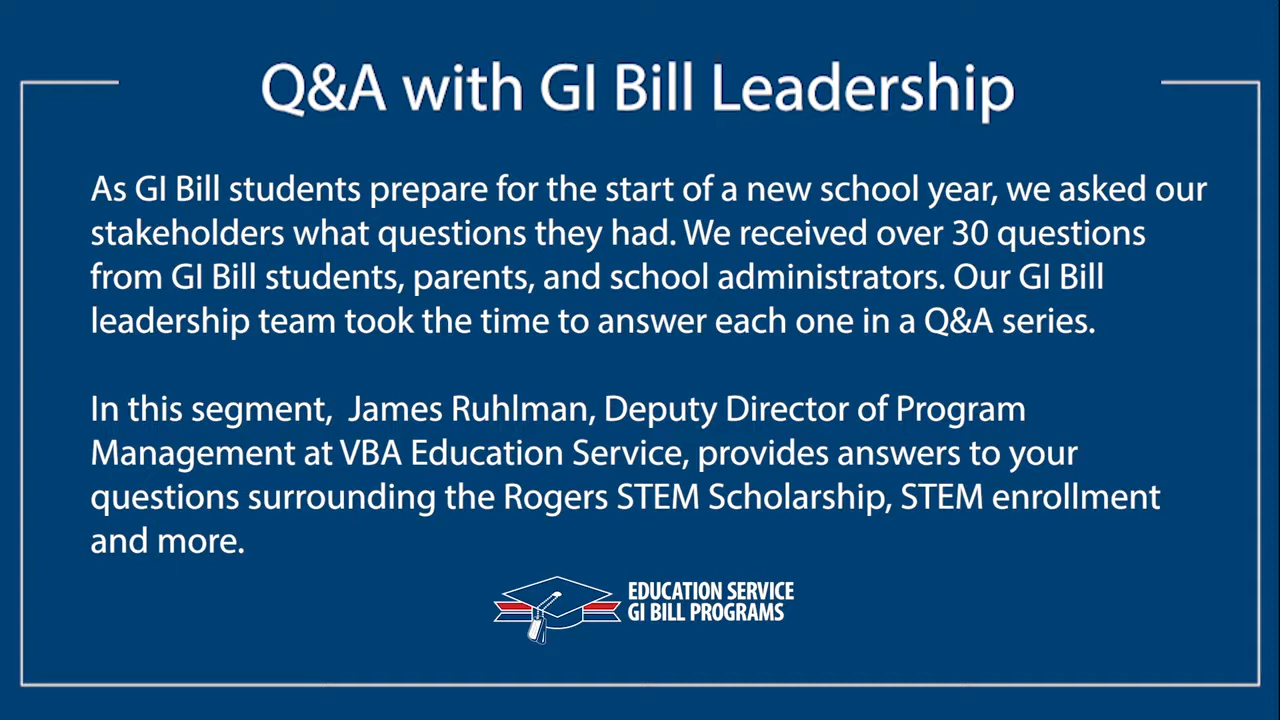 Q&A with GI Bill Leadership
As GI Bill students prepare for the start of a new school year, we asked our
stakeholders what questions they had. We received over 30 questions
from GI Bill students, parents, and school administrators. Our GI Bill
leadership team took the time to answer each one in a Q&A series.
In this segment,  James Ruhlman, Deputy Director of Program
Management at VBA Education Service, provides answers to your
questions surrounding the Rogers STEM Scholarship, STEM enrollment
and more.
EDUCATION SERVICE
GI BILL PROGRAMS